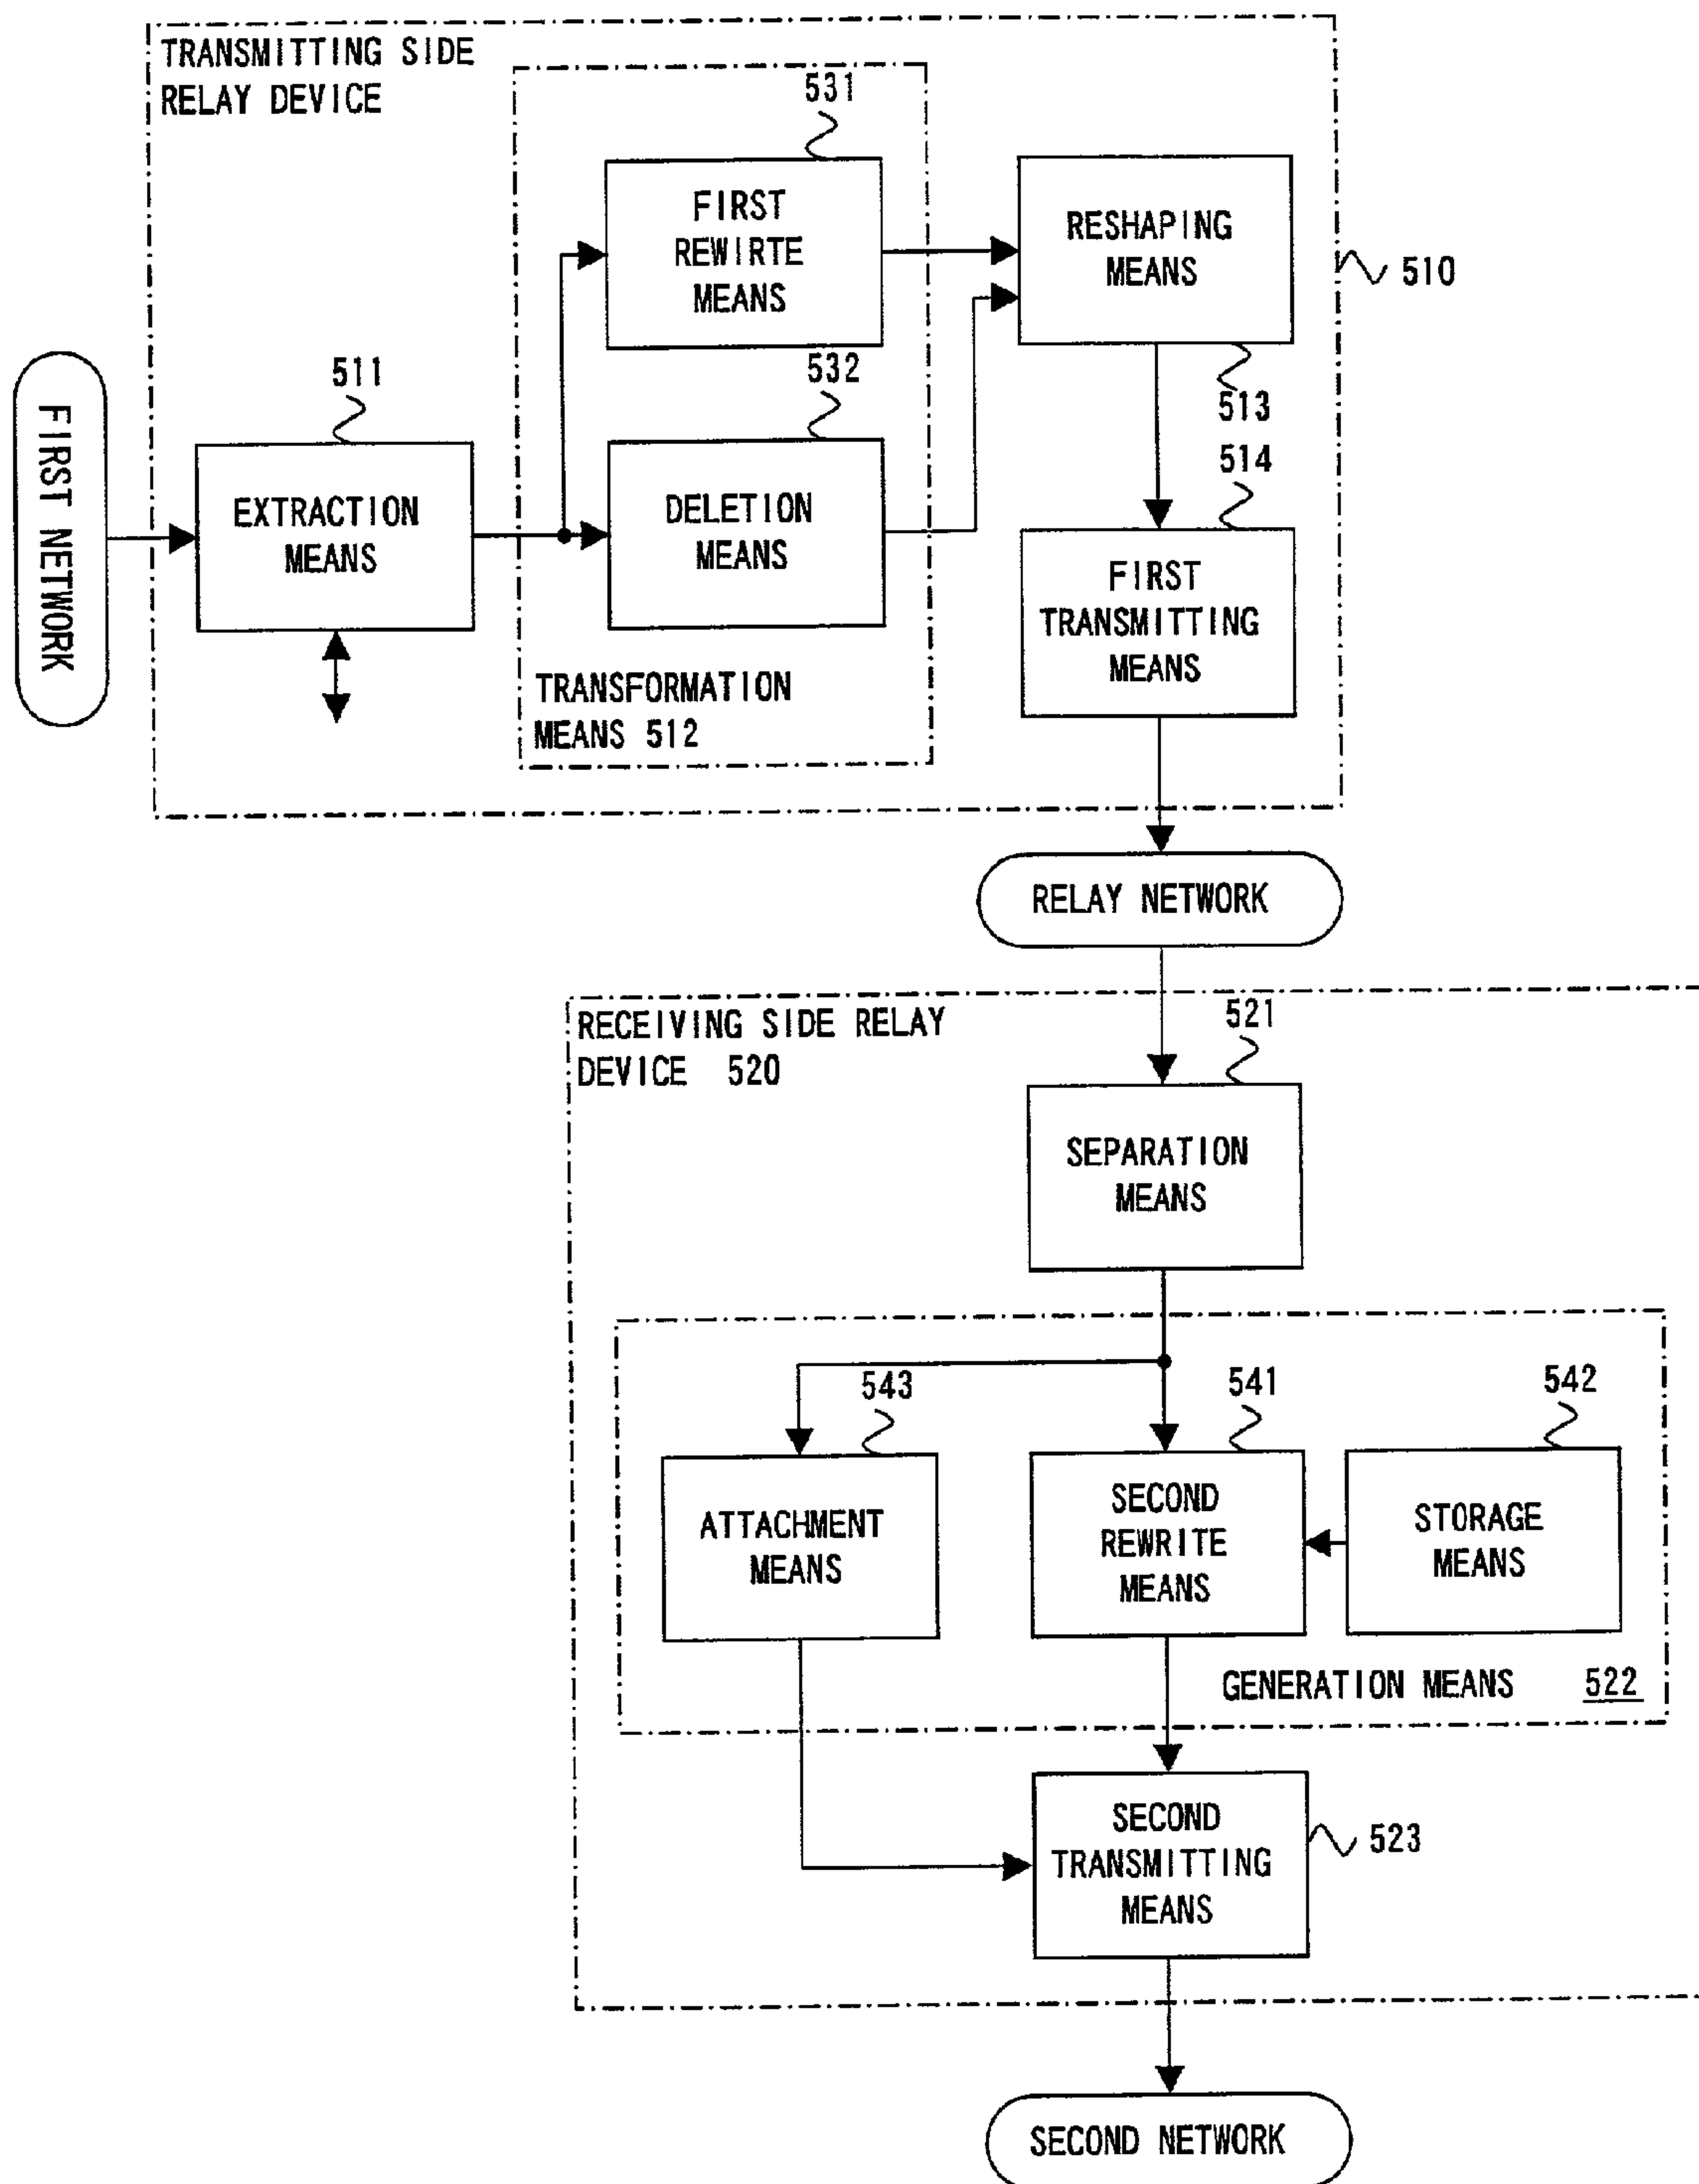 TRANSMITTING SIDE
RELAY DEVICE
531
FIRST
REWIRTE
MEANS
RESHAPING
MEANS
510
513
FIRST NETWORK
511
EXTRACTION
MEANS
532
DELETION
MEANS
514
FIRST
TRANSMITTING
MEANS
TRANSFORMATION
MEANS 512
RELAY NETWORK
RECEIVING SIDE RELAY
DEVICE 520
521
SEPARATION
MEANS
543
ATTACHMENT
MEANS
541
SECOND
REWRITE
MEANS
542
STORAGE
MEANS
GENERATION MEANS 522
SECOND
TRANSMITTING
MEANS
523
SECOND NETWORK